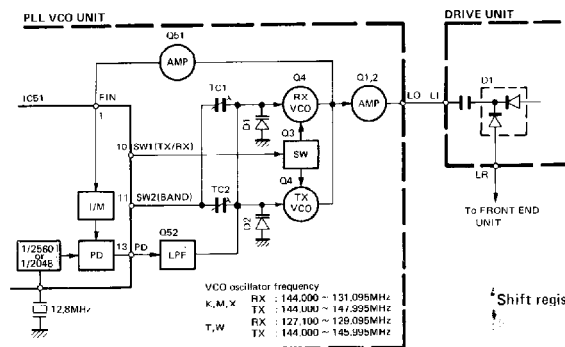 PLL VCO UNIT
DRIVE UNIT
Q51
AMP
IC51
FIN
1
TC1
Q4
RX
VCO
Q1,2
AMP
LO
LI
D1
D1
Q3
SW
10
SW1(TX/RX)
LR
TC2
Q4
TX
VCO
11
SW2(BAND)
D2
To FRONT END
UNIT
1/M
1/2560
or
1/2048
PD
13
PD
Q52
LPF
12,8MHz
VCO oscillator frequency
K,M,X RX : 144.000 ~ 131.095MHz
TX : 144.000 ~ 147.995MHz
T,W RX : 127.100 ~ 129.095MHz
TX : 144.000 ~ 145.995MHz
*Shift regis